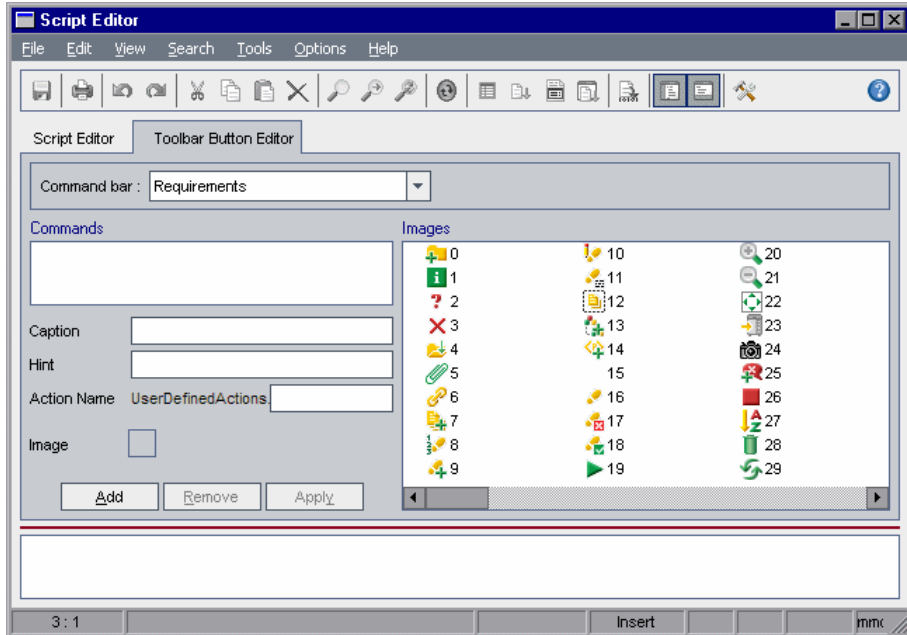 Script Editor
File Edit View Search Tools Options Help
Script Editor Toolbar Button Editor
Command bar : Requirements
Commands
Images
0 10 20
1 11 21
2 12 22
3 13 23
4 14 24
5 15 25
6 16 26
7 17 27
8 18 28
9 19 29
Caption
Hint
Action Name UserDefinedActions.
Image
Add Remove Apply
3 : 1 Insert